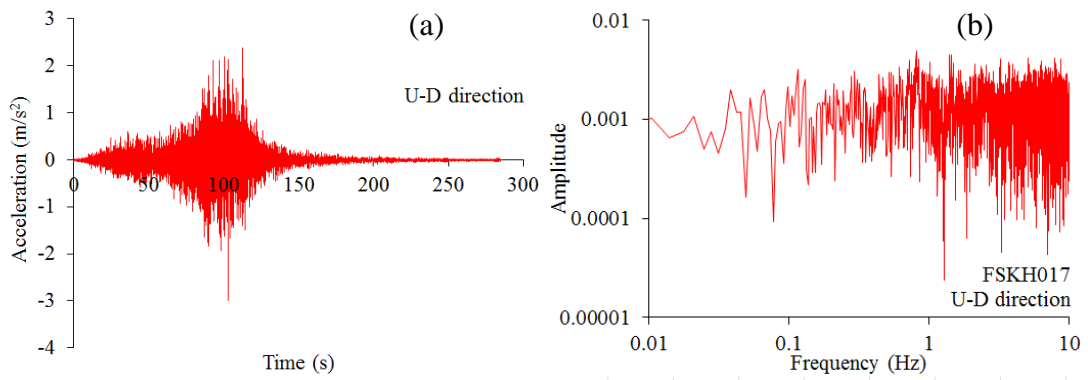 (a)
Acceleration (m/s²)
3
2
1
0
-1
-2
-3
-4
0 50 100 150 200 250 300
U-D direction
Time (s)
(b)
Amplitude
0.01
0.001
0.0001
0.00001
0.01 0.1 1 10
FSKH017
U-D direction
Frequency (Hz)